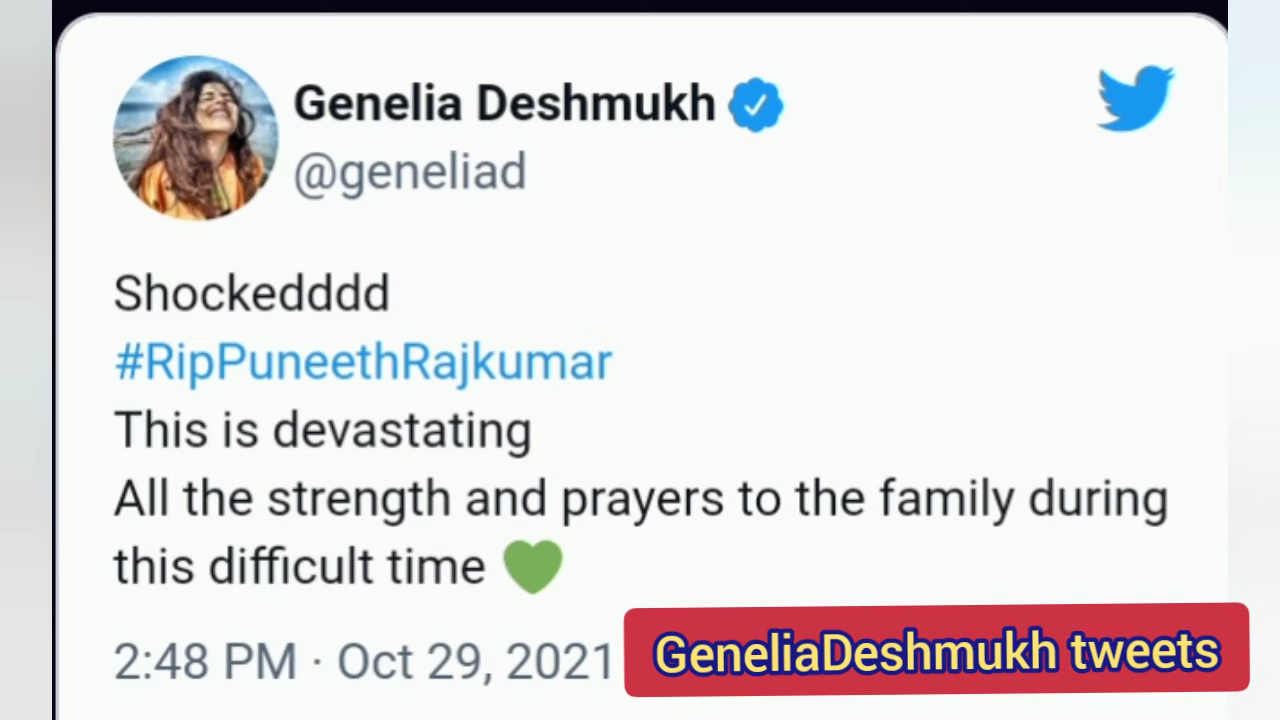 Genelia Deshmukh
@geneliad
Shockedddd
#RipPuneethRajkumar
This is devastating
All the strength and prayers to the family during
this difficult time 💚
2:48 PM · Oct 29, 2021
GeneliaDeshmukh tweets